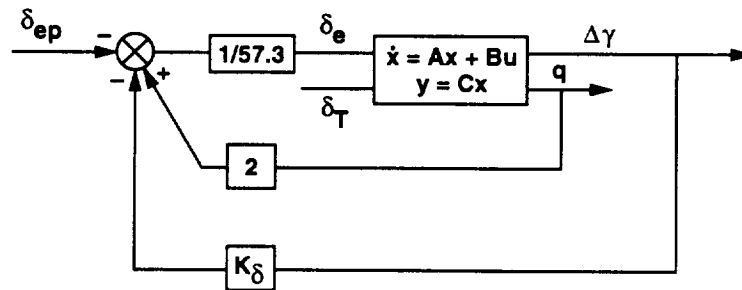 δep
−
−
+
1/57.3
δe
δT
ẋ = Ax + Bu
y = Cx
Δγ
q
2
Kδ